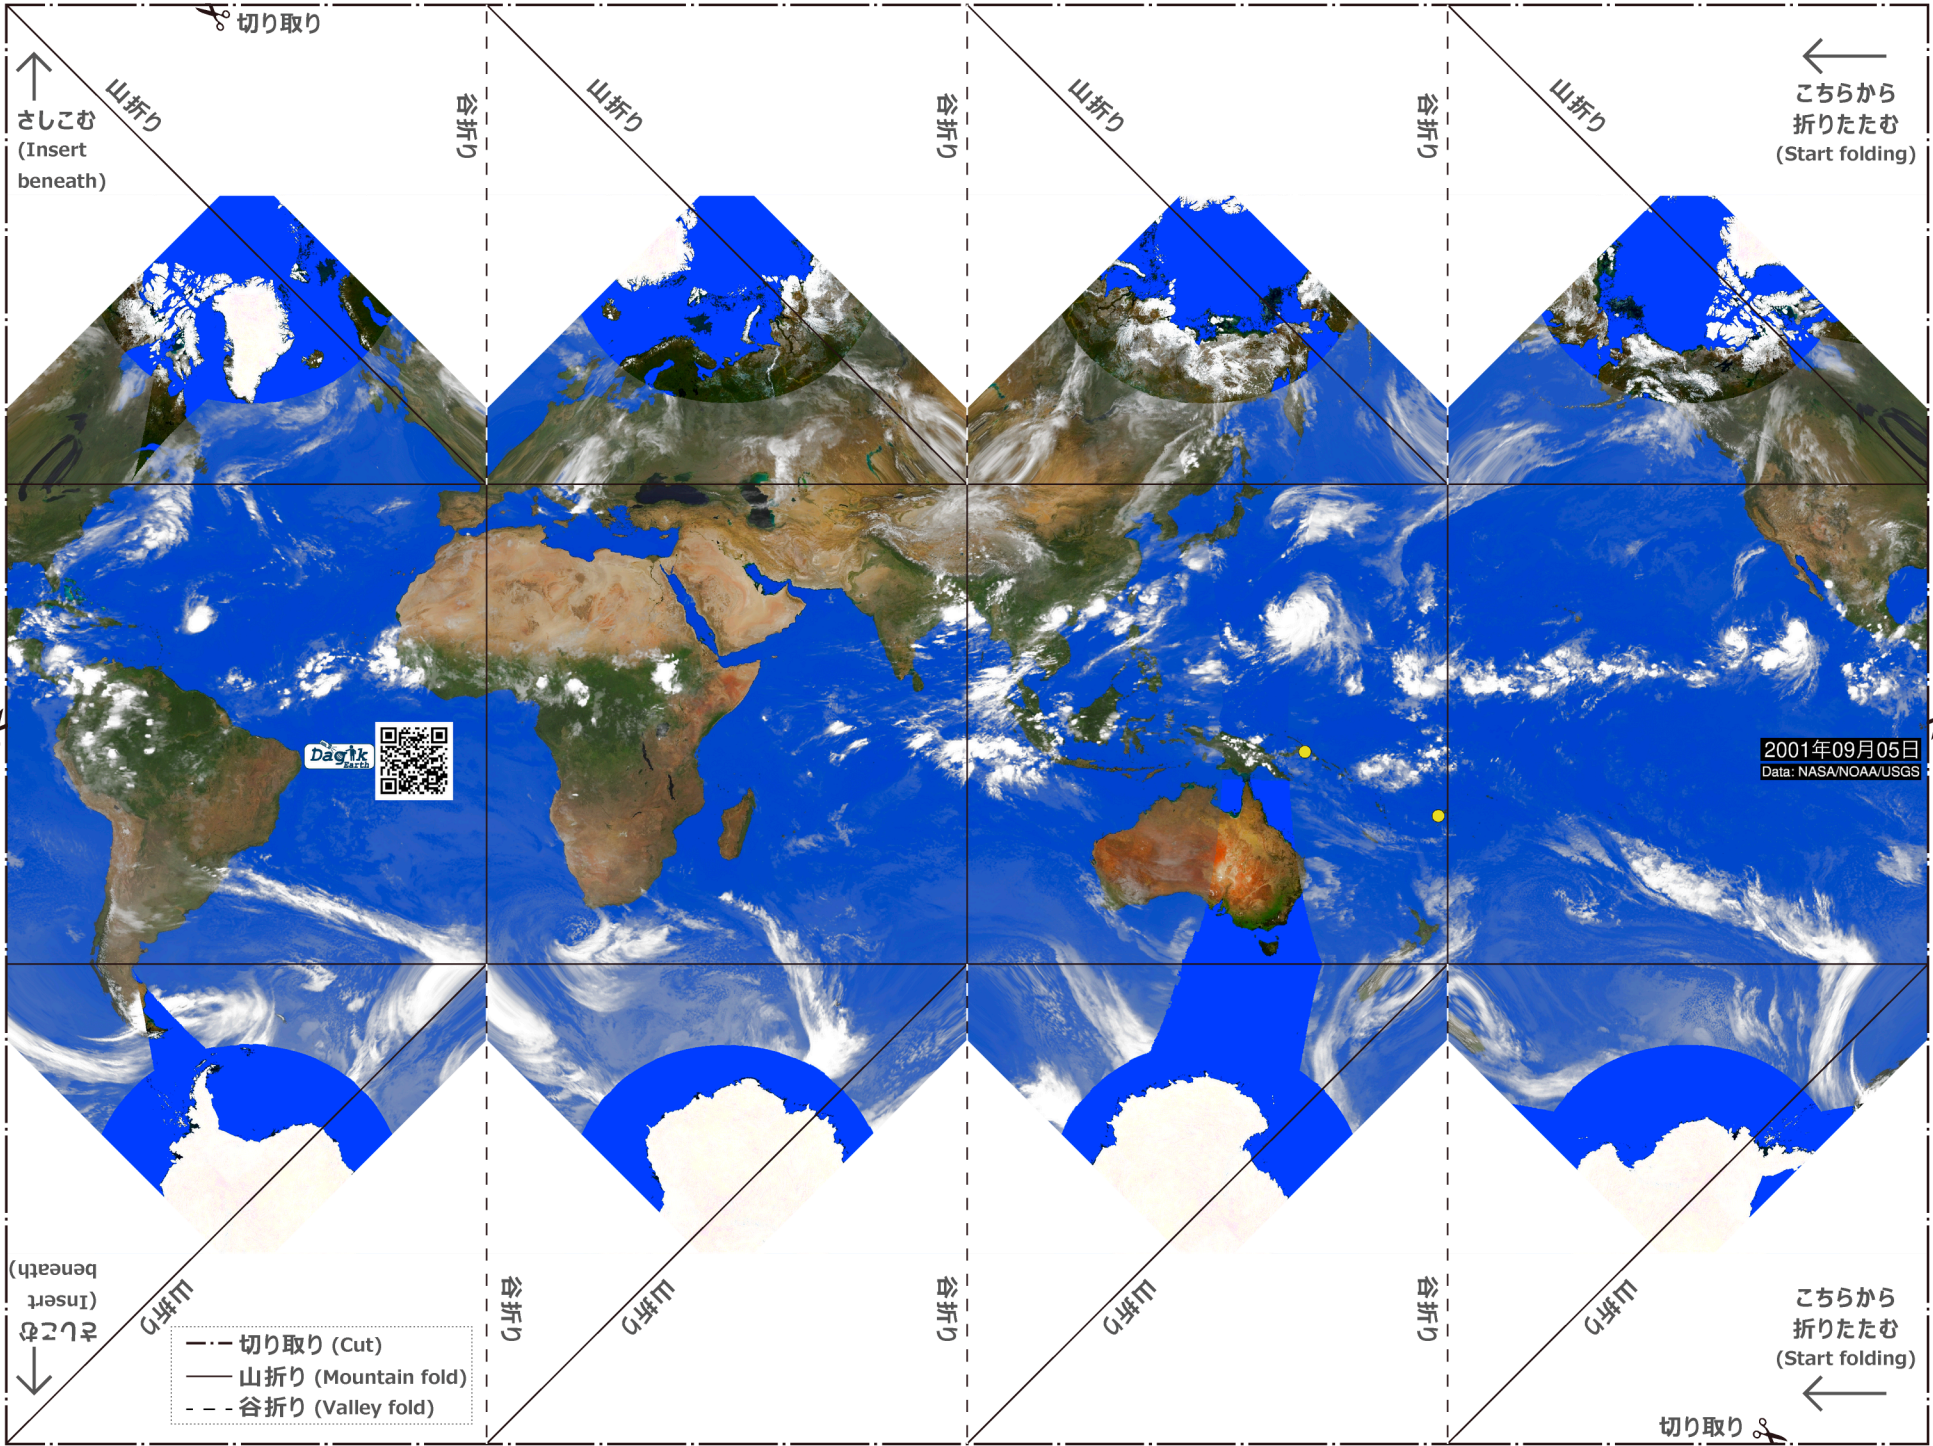 切り取り
山折り
谷折り
山折り
谷折り
山折り
谷折り
山折り
さしこむ
(Insert
beneath)
こちらから
折りたたむ
(Start folding)
Dagik
Earth
2001年09月05日
Data: NASA/NOAA/USGS
さしこむ
(Insert
beneath)
山折り
谷折り
山折り
谷折り
山折り
谷折り
山折り
こちらから
折りたたむ
(Start folding)
切り取り (Cut)
山折り (Mountain fold)
谷折り (Valley fold)
切り取り